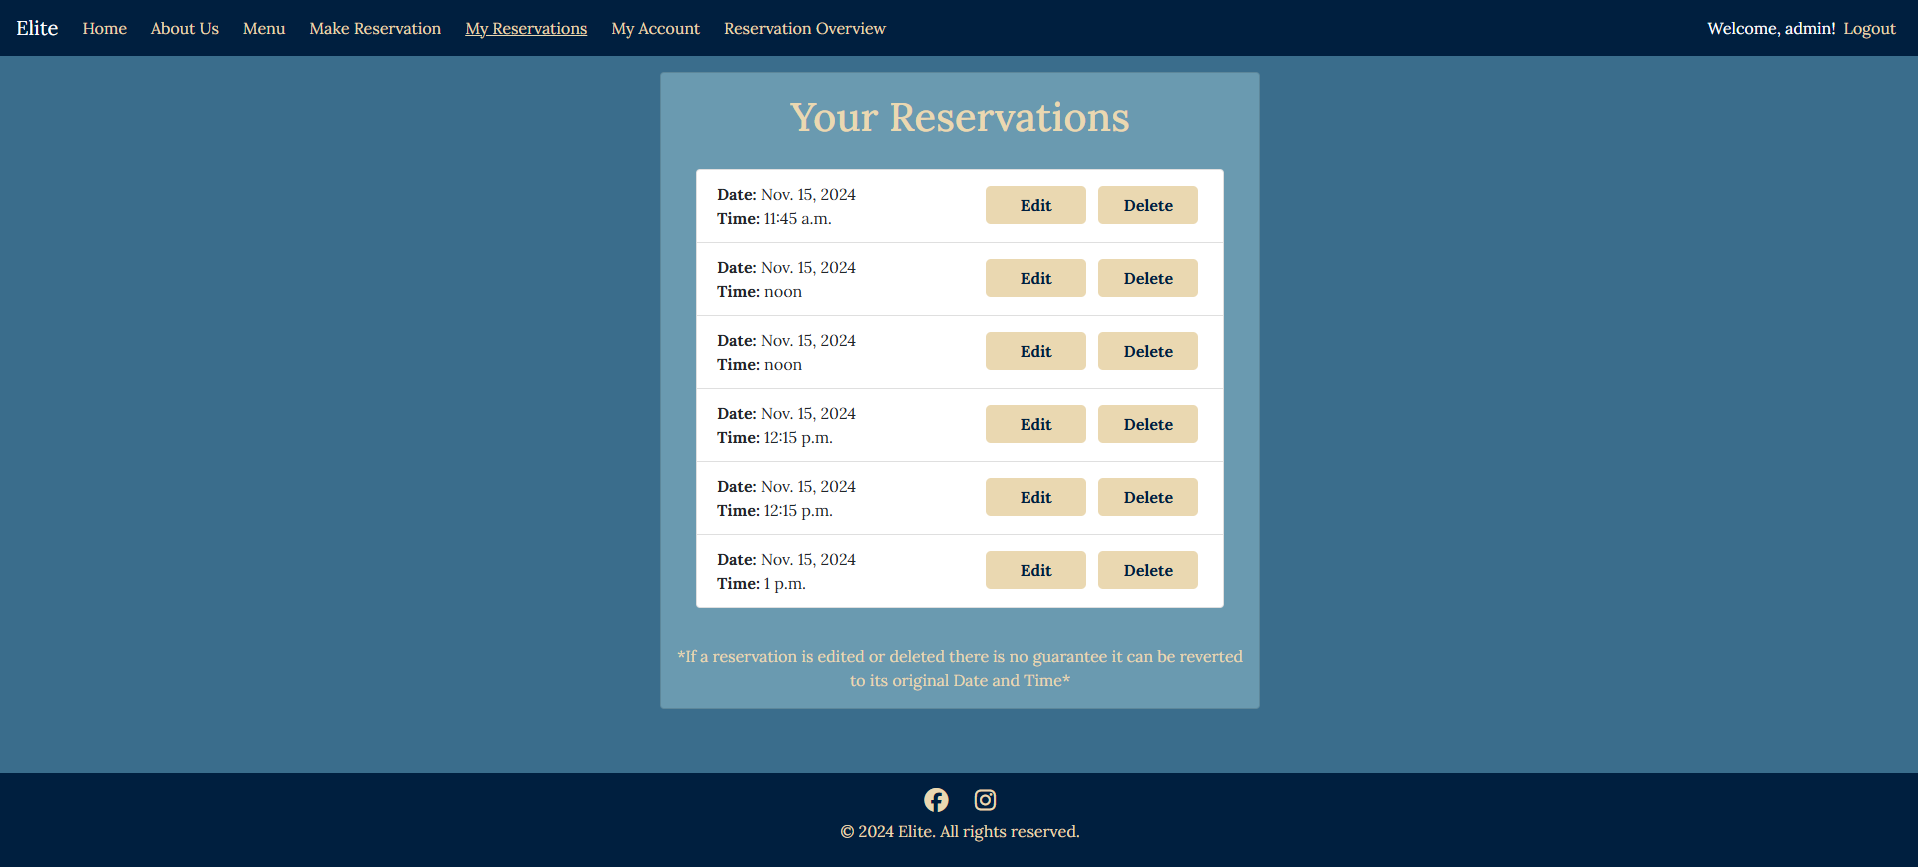 Elite Home About Us Menu Make Reservation My Reservations My Account Reservation Overview Welcome, admin! Logout
Your Reservations
Date: Nov. 15, 2024
Time: 11:45 a.m.
Edit Delete
Date: Nov. 15, 2024
Time: noon
Edit Delete
Date: Nov. 15, 2024
Time: noon
Edit Delete
Date: Nov. 15, 2024
Time: 12:15 p.m.
Edit Delete
Date: Nov. 15, 2024
Time: 12:15 p.m.
Edit Delete
Date: Nov. 15, 2024
Time: 1 p.m.
Edit Delete
*If a reservation is edited or deleted there is no guarantee it can be reverted
to its original Date and Time*
© 2024 Elite. All rights reserved.